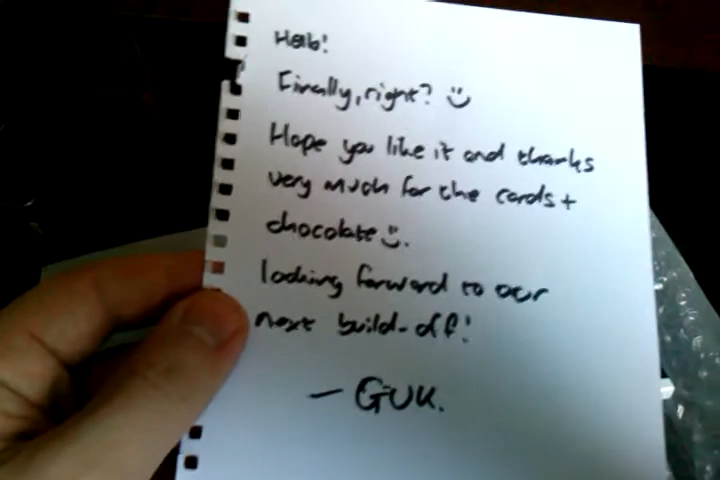 Hallo!
Finally, right? :)
Hope you like it and thanks
very much for the cards +
chocolate :).
looking forward to our
next build-off!
- GUK.